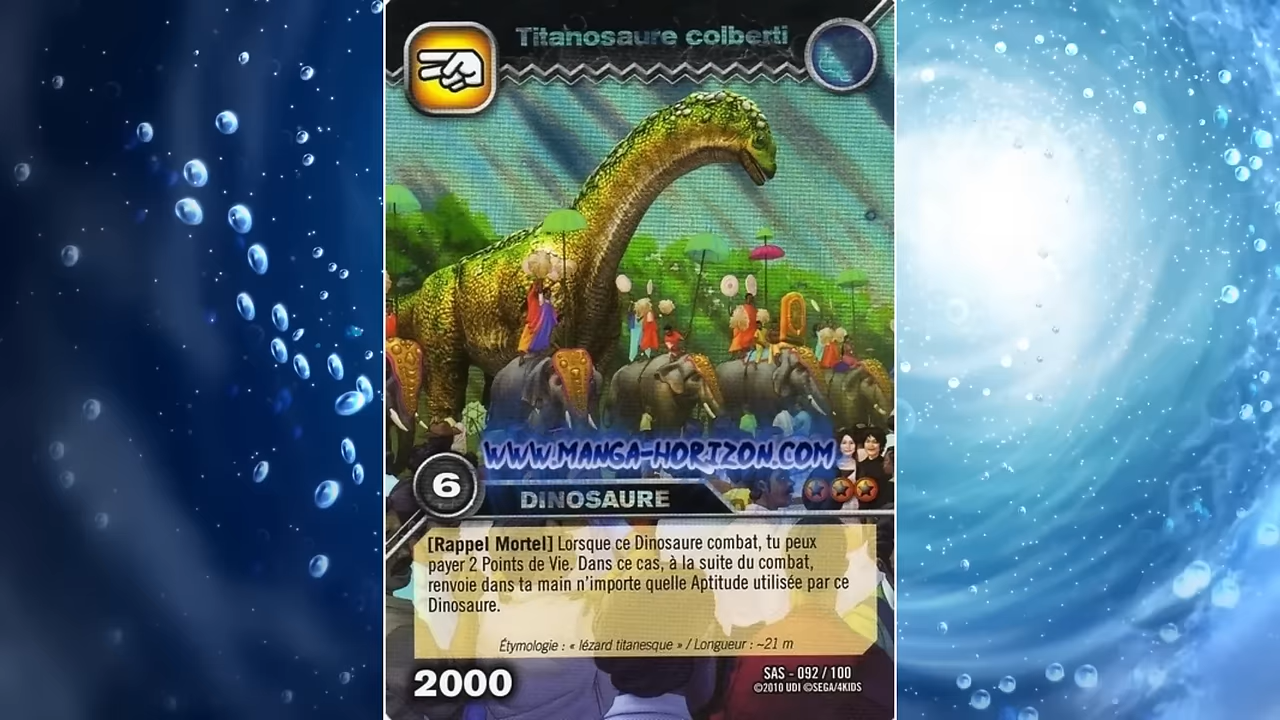 Titanosaure colberti
WWW.MANGA-HORIZON.COM
6
DINOSAURE
[Rappel Mortel] Lorsque ce Dinosaure combat, tu peux
payer 2 Points de Vie. Dans ce cas, à la suite du combat,
renvoie dans ta main n'importe quelle Aptitude utilisée par ce
Dinosaure.
Étymologie : « lézard titanesque » / Longueur : ~21 m
2000
SAS - 092 / 100
©2010 UDI ©SEGA/4KIDS